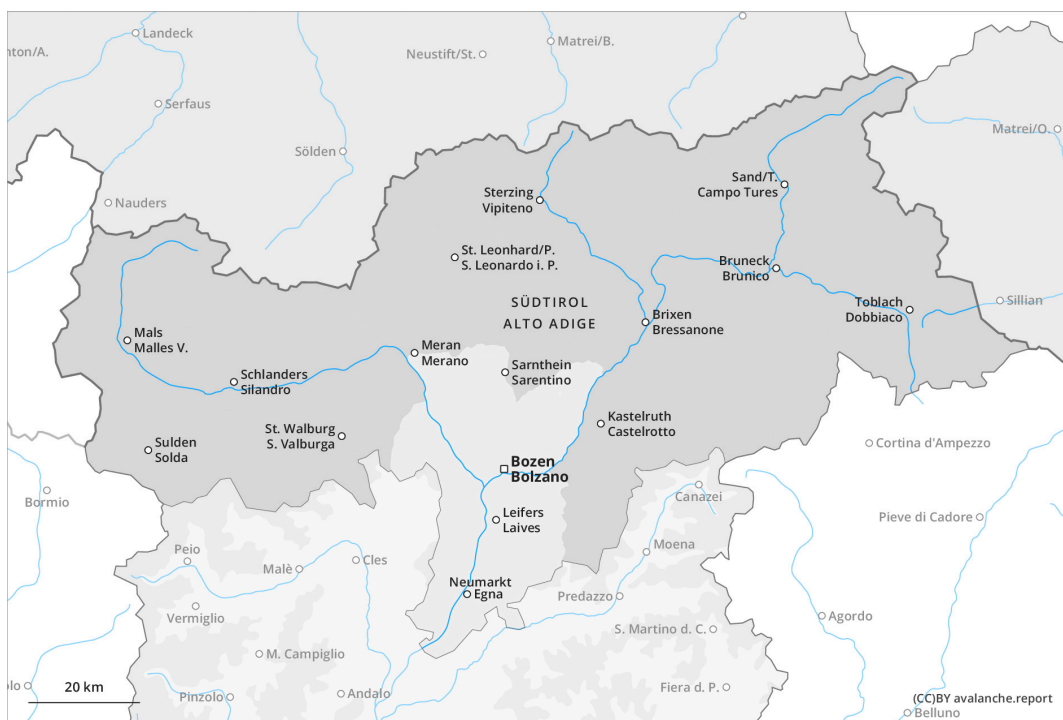 Landeck
nton/A.
Matrei/B.
Neustift/St.
Serfaus
Matrei/O.
Sölden
Sand/T.
Campo Tures
Nauders
Sterzing
Vipiteno
St. Leonhard/P.
S. Leonardo i. P.
Bruneck
Brunico
SÜDTIROL
ALTO ADIGE
Toblach
Dobbiaco
Sillian
Brixen
Bressanone
Mals
Malles V.
Meran
Merano
Sarnthein
Sarentino
Schlanders
Silandro
Kastelruth
Castelrotto
St. Walburg
S. Valburga
Sulden
Solda
Cortina d'Ampezzo
Bozen
Bolzano
Bormio
Canazei
Leifers
Laives
Pieve di Cadore
Peio
Malè
Cles
Moena
Neumarkt
Egna
Predazzo
Vermiglio
Agordo
S. Martino d. C.
M. Campiglio
olo
20 km
Pinzolo
Andalo
Fiera d. P.
(CC)BY avalanche.report
Belluno